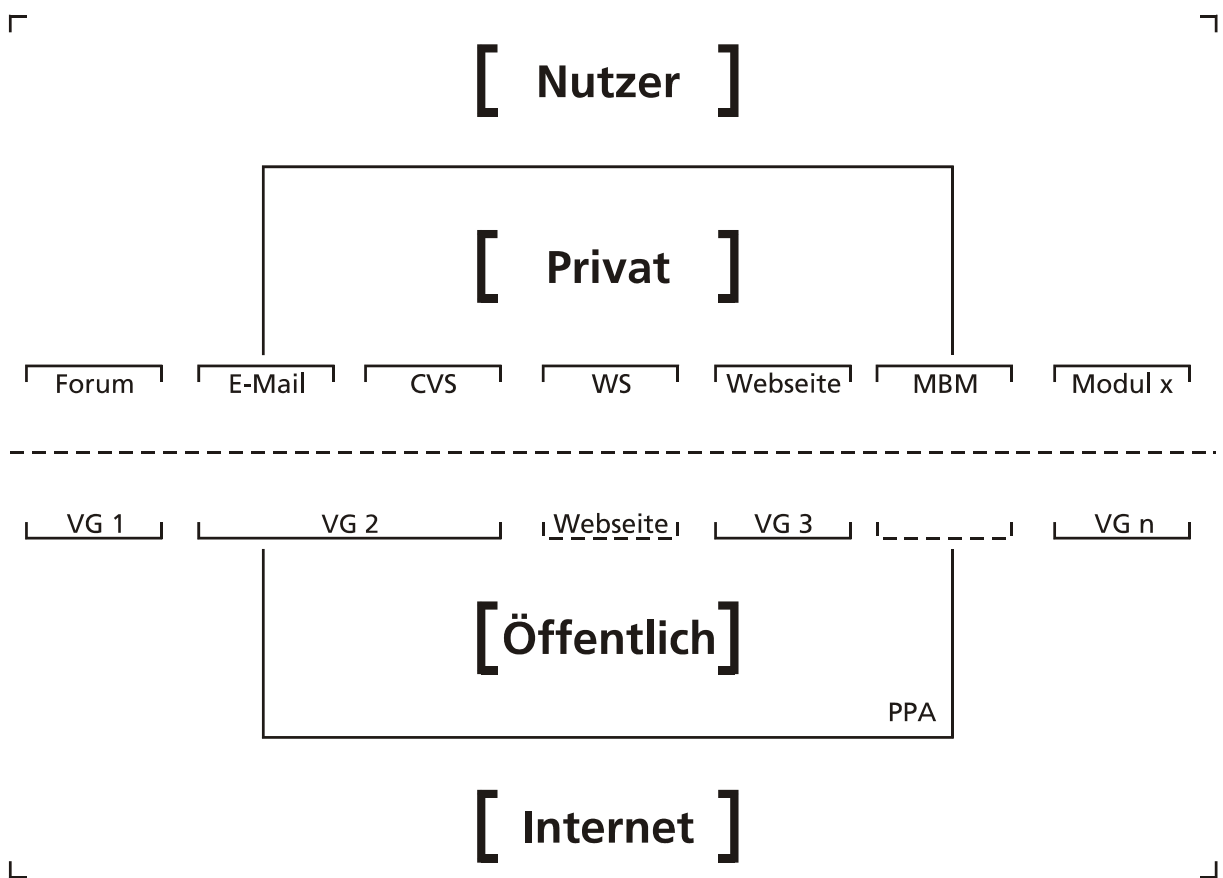 [ Nutzer ]
[ Privat ]
Forum E-Mail CVS WS Webseite MBM Modul x
VG 1 VG 2 Webseite VG 3 VG n
[Öffentlich]
PPA
[ Internet ]